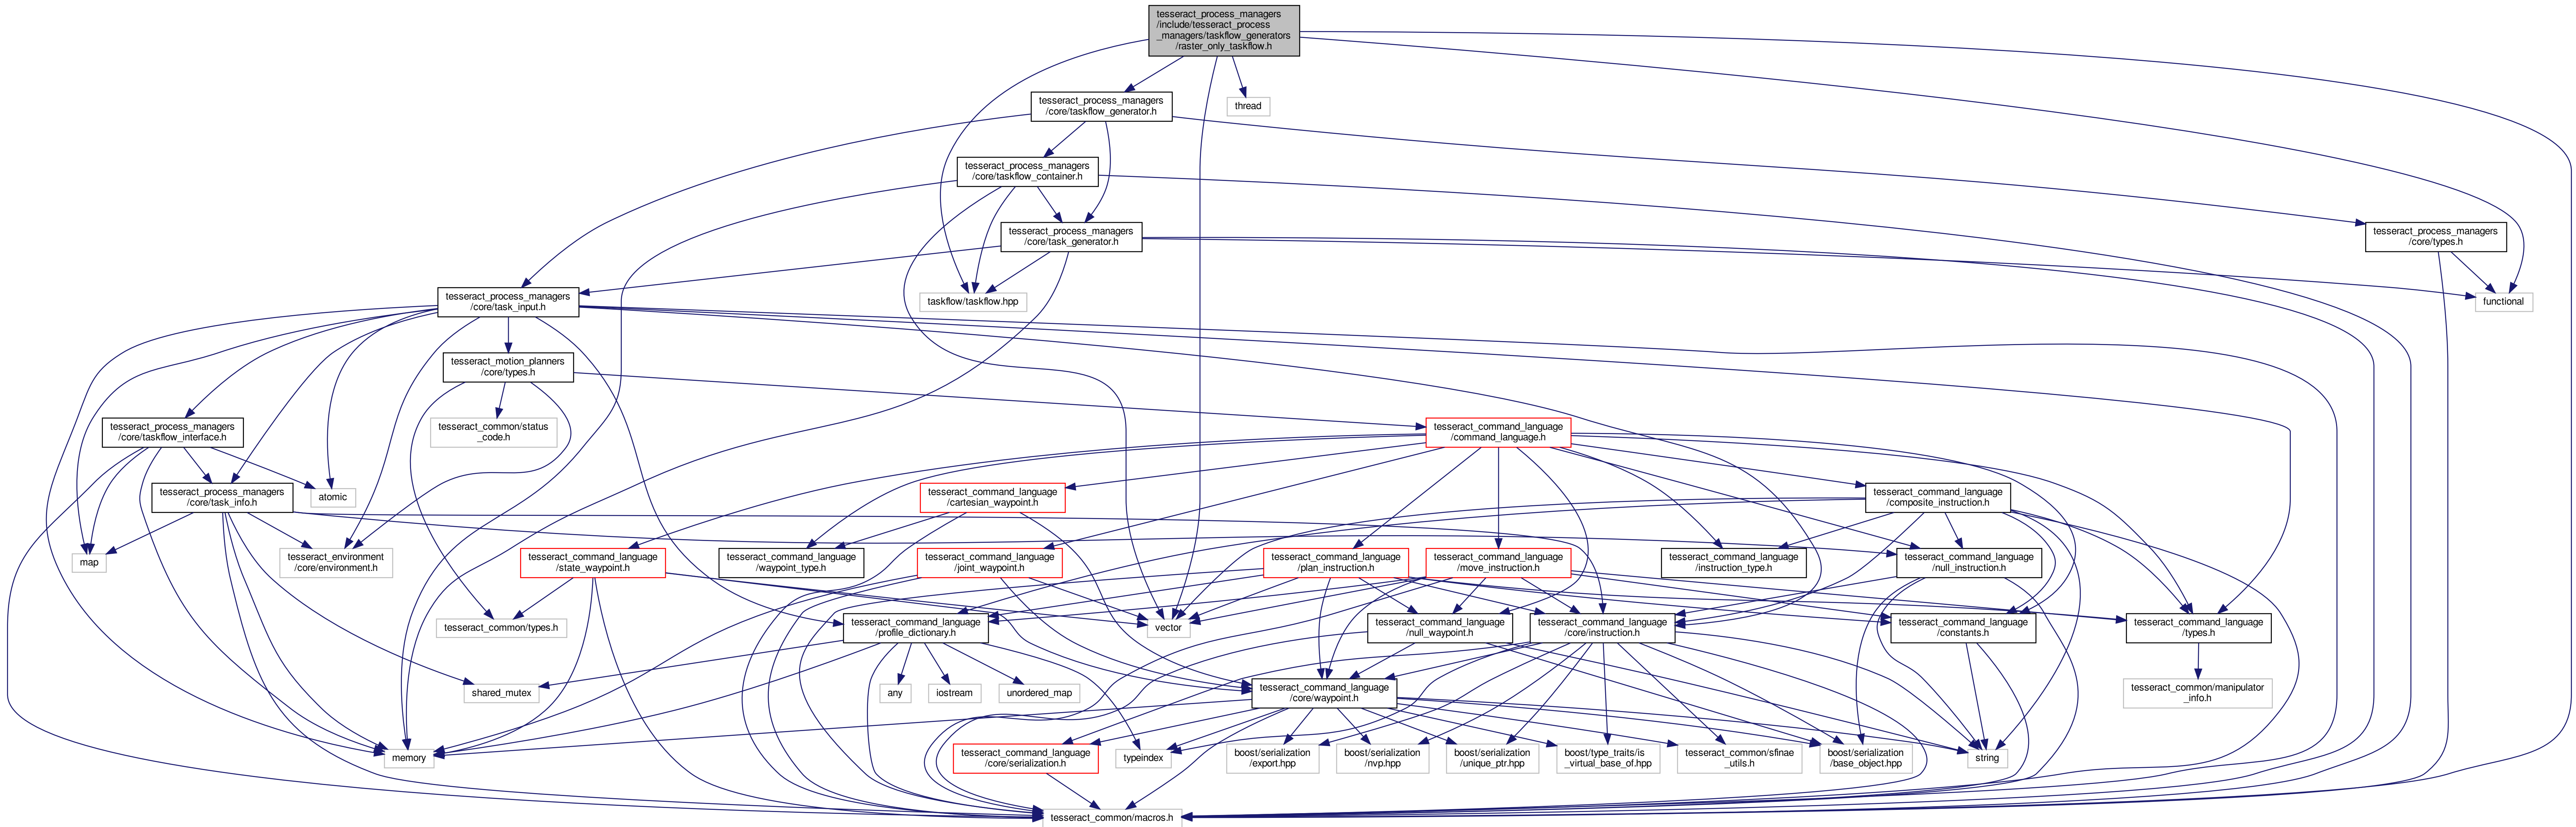 tesseract_process_managers
/include/tesseract_process
_managers/taskflow_generators
/raster_only_taskflow.h
tesseract_process_managers
/core/taskflow_generator.h
thread
tesseract_process_managers
/core/taskflow_container.h
tesseract_process_managers
/core/task_generator.h
tesseract_process_managers
/core/types.h
tesseract_process_managers
/core/task_input.h
taskflow/taskflow.hpp
functional
tesseract_motion_planners
/core/types.h
tesseract_process_managers
/core/taskflow_interface.h
tesseract_common/status
_code.h
tesseract_command_language
/command_language.h
tesseract_process_managers
/core/task_info.h
atomic
tesseract_command_language
/cartesian_waypoint.h
tesseract_command_language
/composite_instruction.h
map
tesseract_environment
/core/environment.h
tesseract_command_language
/state_waypoint.h
tesseract_command_language
/waypoint_type.h
tesseract_command_language
/joint_waypoint.h
tesseract_command_language
/plan_instruction.h
tesseract_command_language
/move_instruction.h
tesseract_command_language
/instruction_type.h
tesseract_command_language
/null_instruction.h
tesseract_common/types.h
tesseract_command_language
/profile_dictionary.h
vector
tesseract_command_language
/null_waypoint.h
tesseract_command_language
/core/instruction.h
tesseract_command_language
/constants.h
tesseract_command_language
/types.h
shared_mutex
any
iostream
unordered_map
tesseract_command_language
/core/waypoint.h
tesseract_common/manipulator
_info.h
memory
typeindex
tesseract_command_language
/core/serialization.h
boost/serialization
/export.hpp
boost/serialization
/nvp.hpp
boost/serialization
/unique_ptr.hpp
boost/type_traits/is
_virtual_base_of.hpp
tesseract_common/sfinae
_utils.h
boost/serialization
/base_object.hpp
string
tesseract_common/macros.h